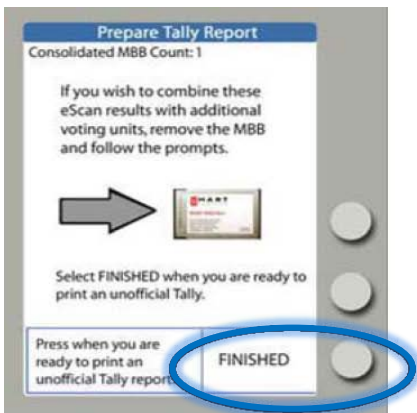 Prepare Tally Report
Consolidated MBB Count: 1
If you wish to combine these
eScan results with additional
voting units, remove the MBB
and follow the prompts.
HART
Select FINISHED when you are ready to
print an unofficial Tally.
Press when you are
ready to print an
unofficial Tally report.
FINISHED